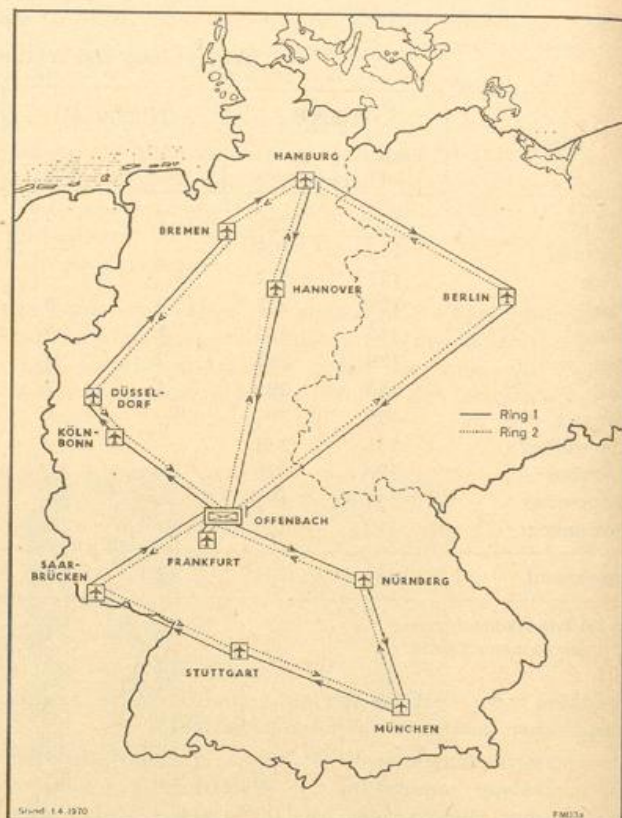 HAMBURG
BREMEN
HANNOVER
BERLIN
DÜSSEL-
DORF
KÖLN-
BONN
Ring 1
Ring 2
OFFENBACH
FRANKFURT
SAAR-
BRÜCKEN
NÜRNBERG
STUTTGART
MÜNCHEN
Stand: 1.4.1970